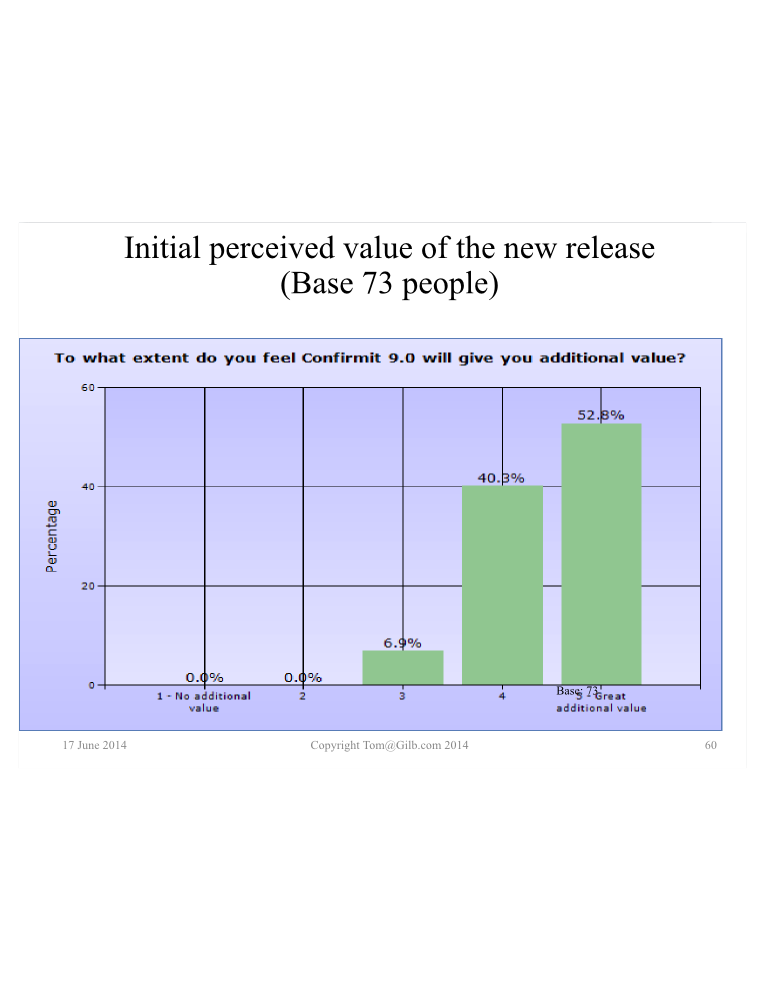 Initial perceived value of the new release
(Base 73 people)
To what extent do you feel Confirmit 9.0 will give you additional value?
60
52.8%
40.3%
40
Percentage
20
6.9%
0.0%
0.0%
0
1 - No additional
value
2
3
4
Base: 73
5 - Great
additional value
17 June 2014
Copyright Tom@Gilb.com 2014
60